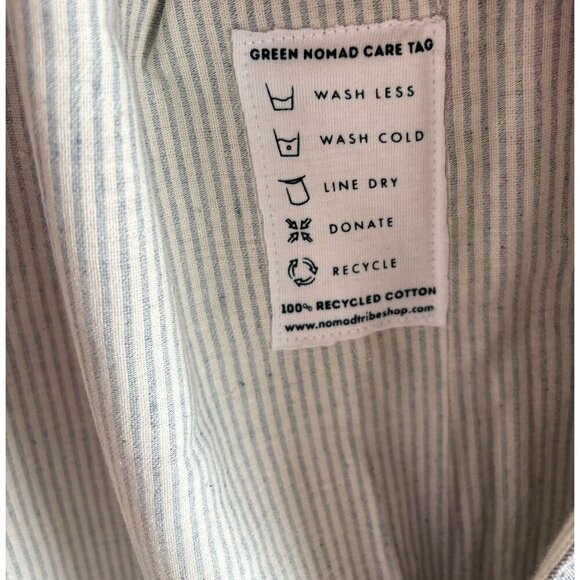 GREEN NOMAD CARE TAG
WASH LESS
WASH COLD
LINE DRY
DONATE
RECYCLE
100% RECYCLED COTTON
www.nomadtribeshop.com